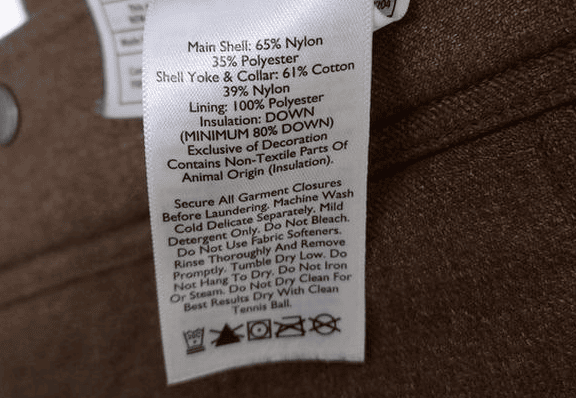 Main Shell: 65% Nylon
35% Polyester
Shell Yoke & Collar: 61% Cotton
39% Nylon
Lining: 100% Polyester
Insulation: DOWN
(MINIMUM 80% DOWN)
Exclusive of Decoration
Contains Non-Textile Parts Of
Animal Origin (Insulation).
Secure All Garment Closures
Before Laundering. Machine Wash
Cold Delicate Separately. Mild
Detergent Only. Do Not Bleach.
Do Not Use Fabric Softeners.
Rinse Thoroughly And Remove
Promptly. Tumble Dry Low. Do
Not Hang To Dry. Do Not Iron
Or Steam. Do Not Dry Clean For
Best Results Dry With Clean
Tennis Ball.